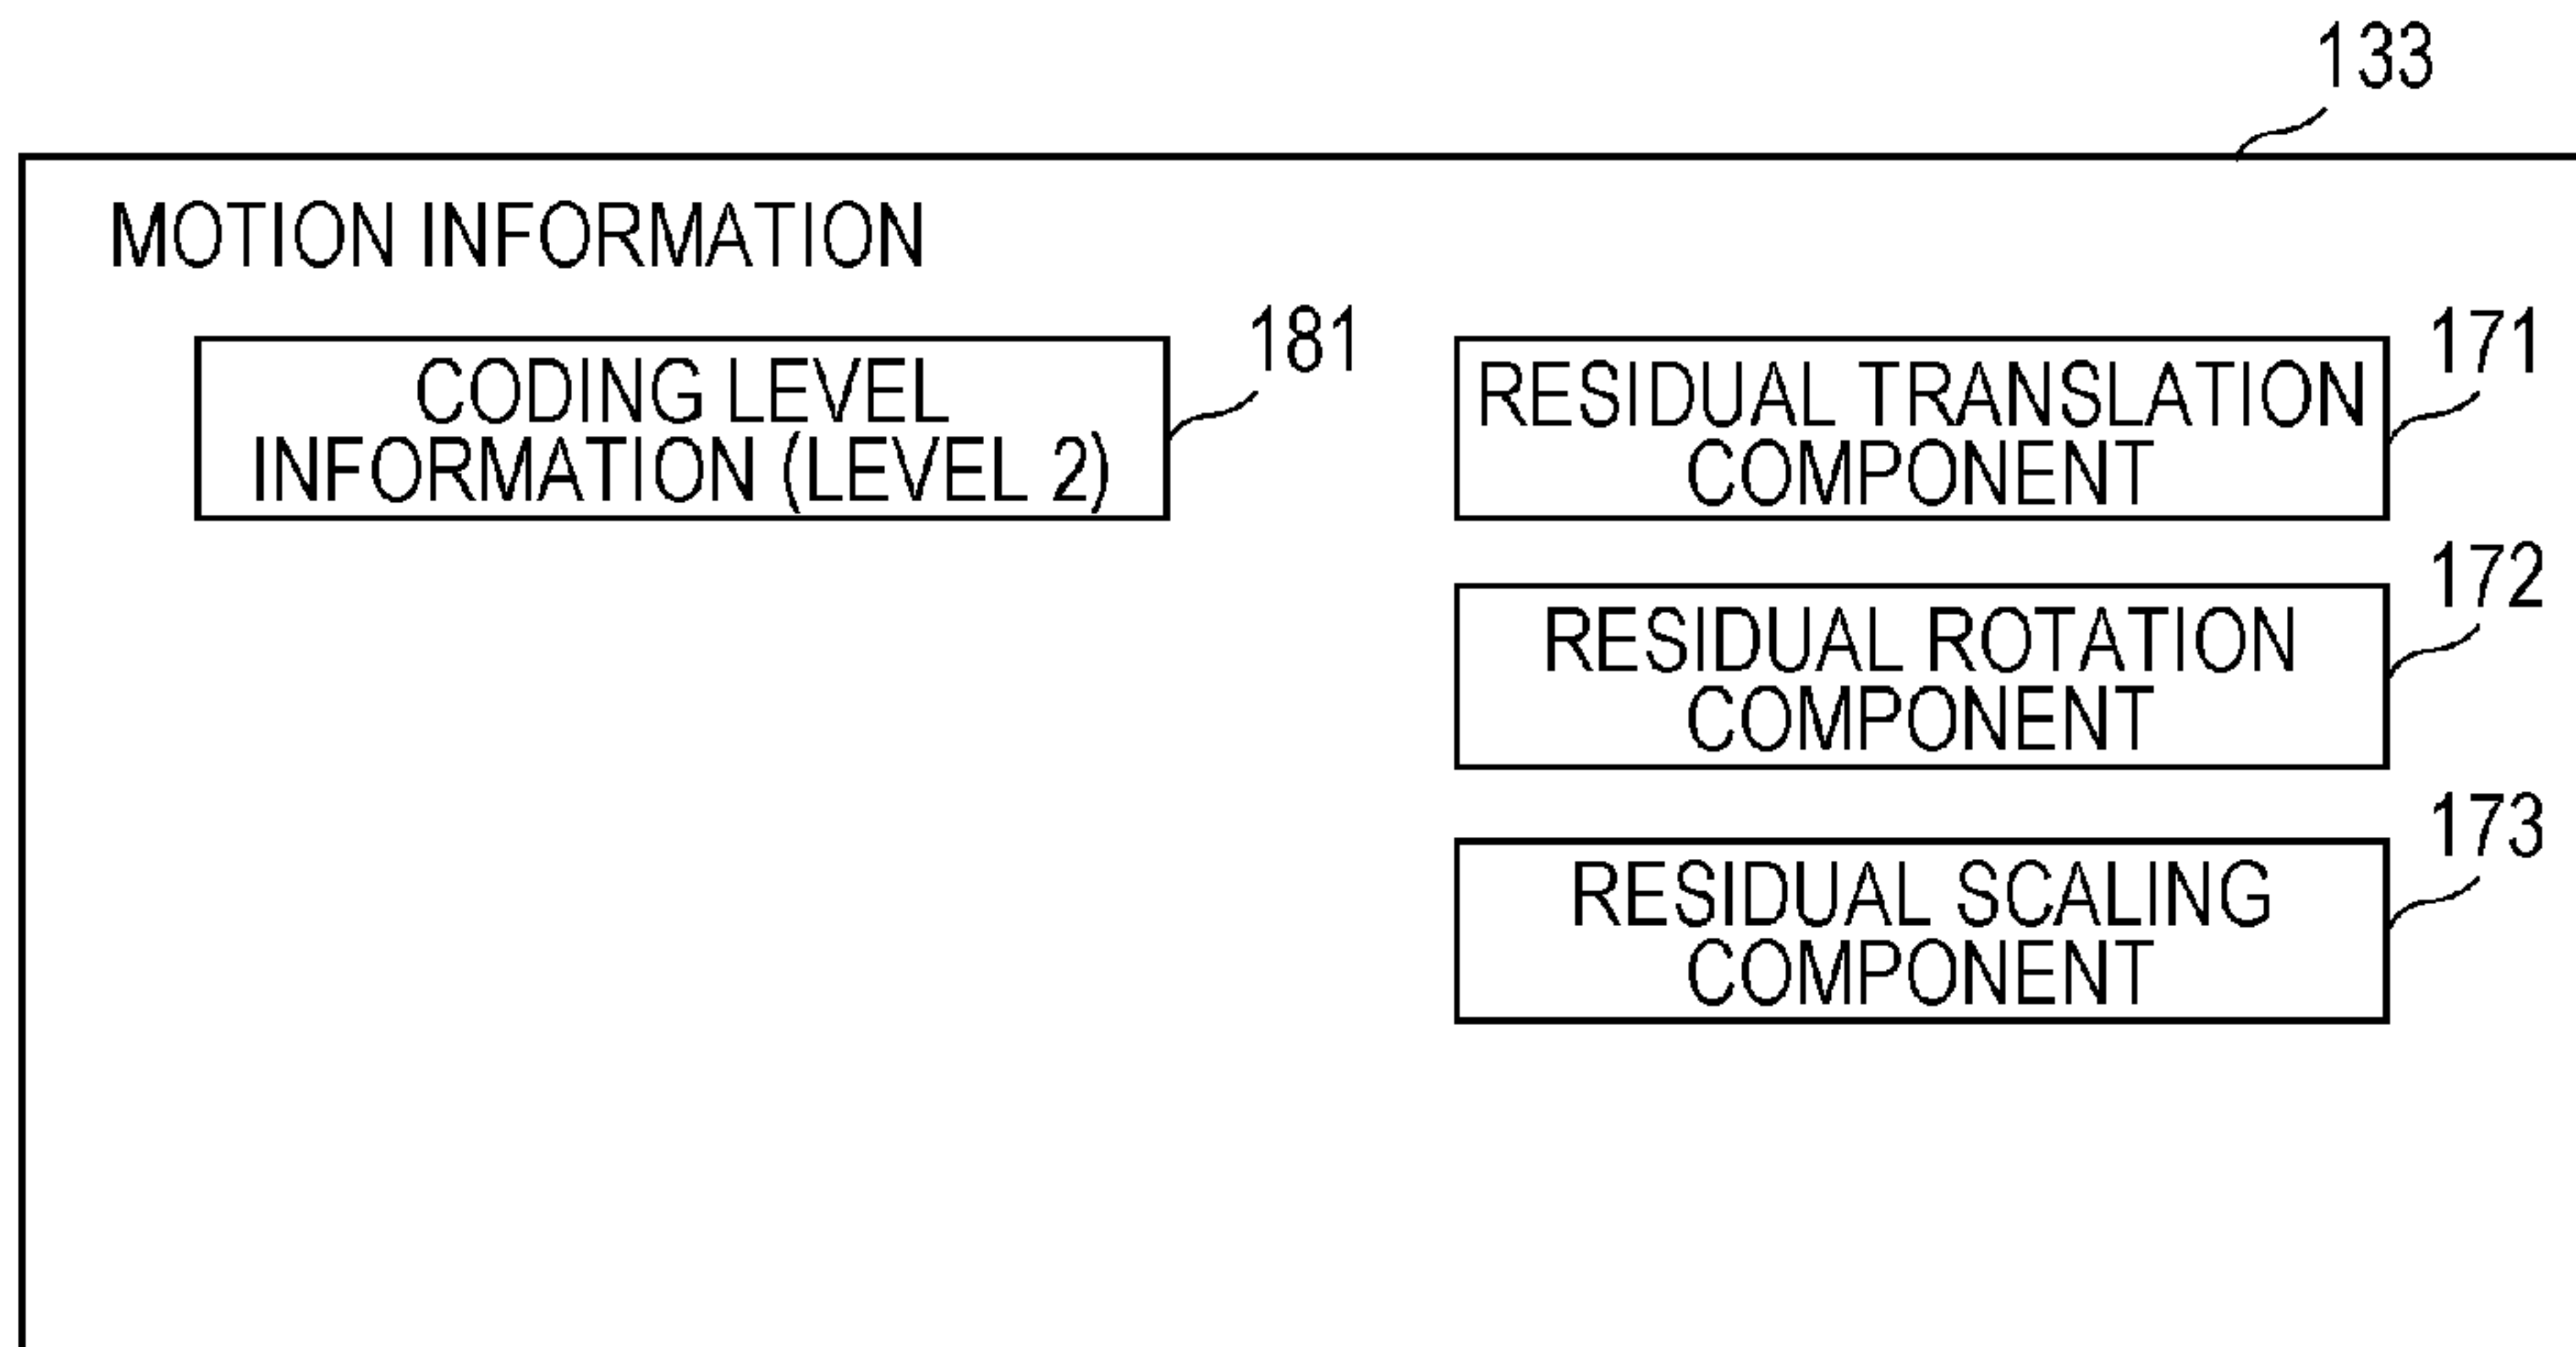 133
MOTION INFORMATION
CODING LEVEL
INFORMATION (LEVEL 2)
181
RESIDUAL TRANSLATION
COMPONENT
171
RESIDUAL ROTATION
COMPONENT
172
RESIDUAL SCALING
COMPONENT
173